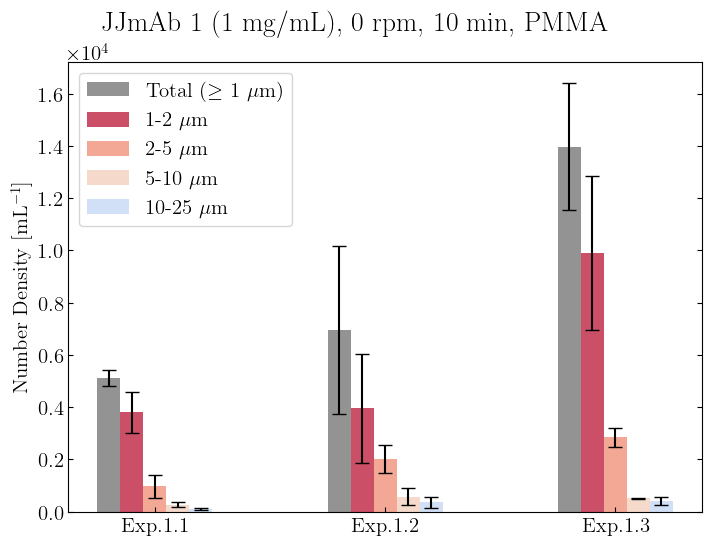 JJmAb 1 (1 mg/mL), 0 rpm, 10 min, PMMA
×10⁴
1.6
1.4
1.2
1.0
0.8
0.6
0.4
0.2
0.0
Number Density [mL⁻¹]
Total (≥ 1 μm)
1-2 μm
2-5 μm
5-10 μm
10-25 μm
Exp.1.1 Exp.1.2 Exp.1.3